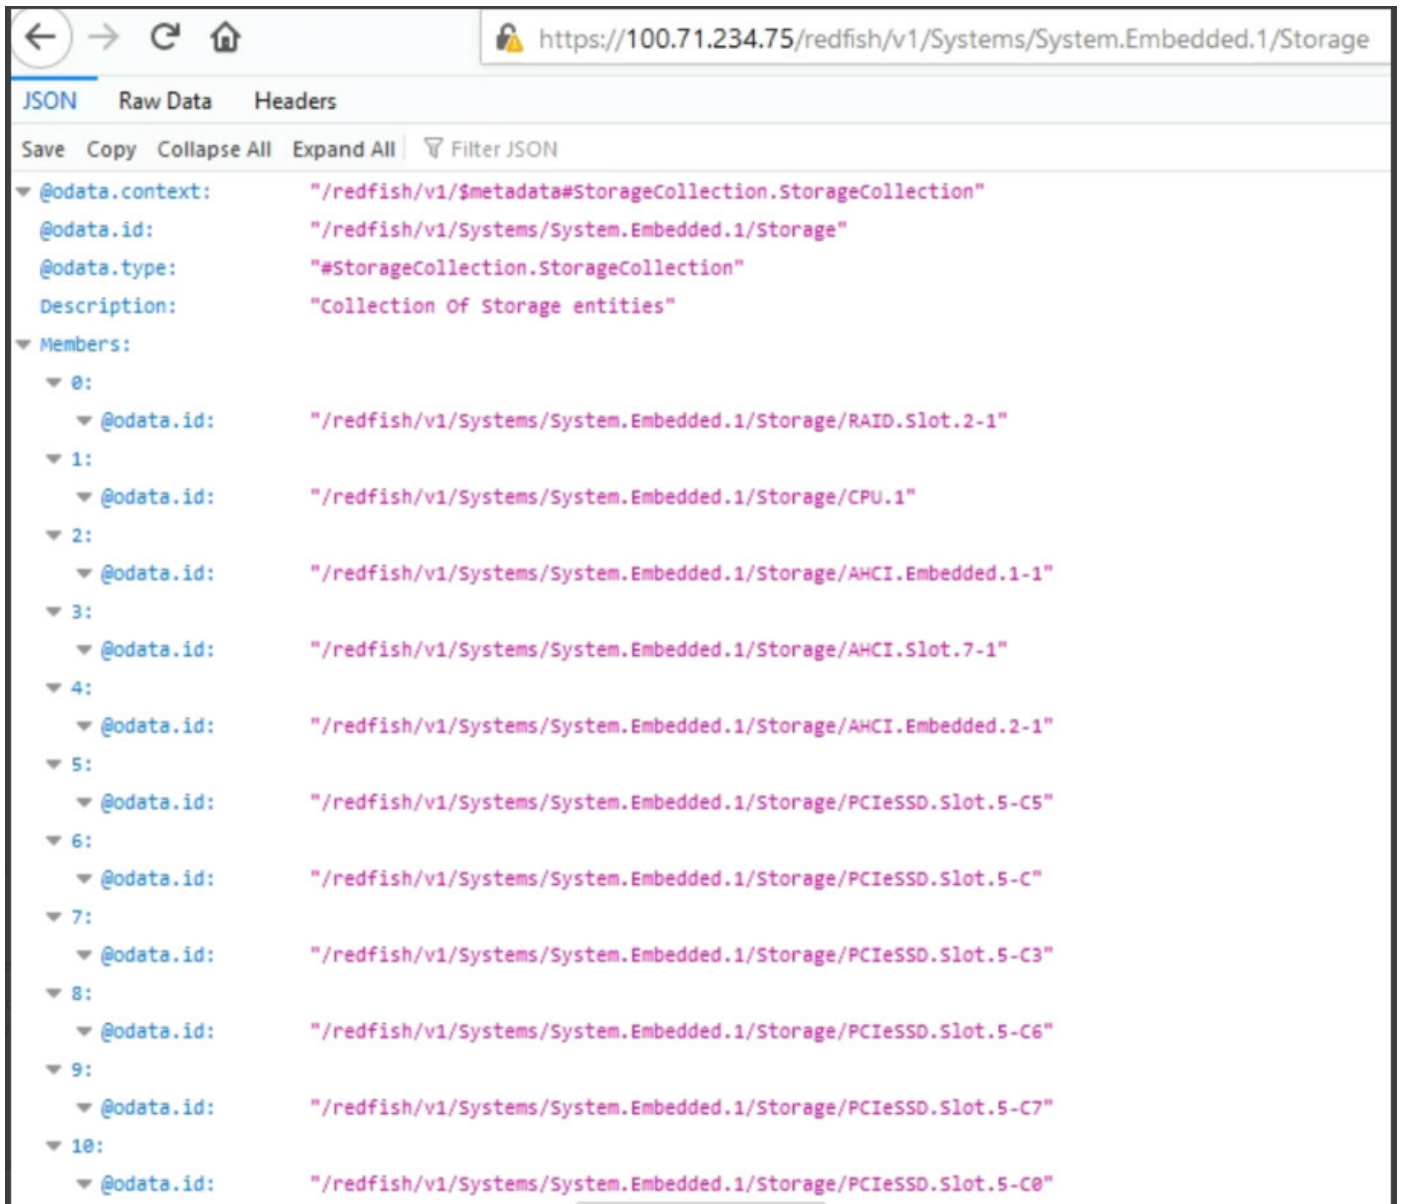 https://100.71.234.75/redfish/v1/Systems/System.Embedded.1/Storage
JSON Raw Data Headers
Save Copy Collapse All Expand All Filter JSON
@odata.context: "/redfish/v1/$metadata#StorageCollection.StorageCollection"
@odata.id: "/redfish/v1/Systems/System.Embedded.1/Storage"
@odata.type: "#StorageCollection.StorageCollection"
Description: "Collection Of Storage entities"
Members:
0:
@odata.id: "/redfish/v1/Systems/System.Embedded.1/Storage/RAID.Slot.2-1"
1:
@odata.id: "/redfish/v1/Systems/System.Embedded.1/Storage/CPU.1"
2:
@odata.id: "/redfish/v1/Systems/System.Embedded.1/Storage/AHCI.Embedded.1-1"
3:
@odata.id: "/redfish/v1/Systems/System.Embedded.1/Storage/AHCI.Slot.7-1"
4:
@odata.id: "/redfish/v1/Systems/System.Embedded.1/Storage/AHCI.Embedded.2-1"
5:
@odata.id: "/redfish/v1/Systems/System.Embedded.1/Storage/PCIeSSD.Slot.5-C5"
6:
@odata.id: "/redfish/v1/Systems/System.Embedded.1/Storage/PCIeSSD.Slot.5-C"
7:
@odata.id: "/redfish/v1/Systems/System.Embedded.1/Storage/PCIeSSD.Slot.5-C3"
8:
@odata.id: "/redfish/v1/Systems/System.Embedded.1/Storage/PCIeSSD.Slot.5-C6"
9:
@odata.id: "/redfish/v1/Systems/System.Embedded.1/Storage/PCIeSSD.Slot.5-C7"
10:
@odata.id: "/redfish/v1/Systems/System.Embedded.1/Storage/PCIeSSD.Slot.5-C0"